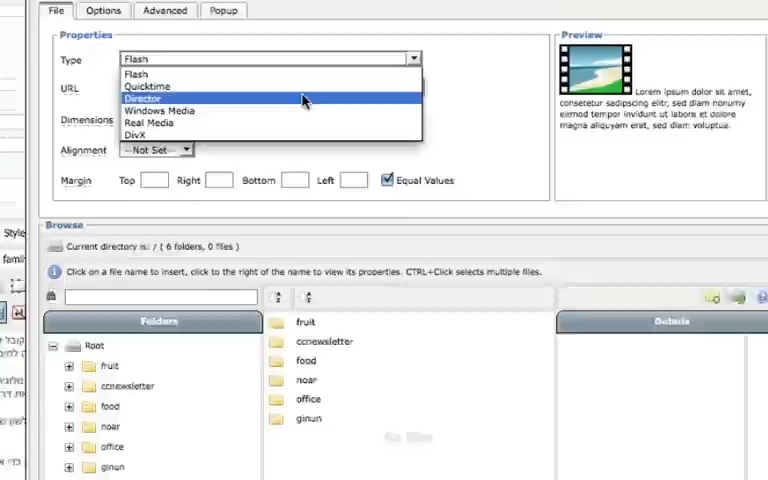 File Options Advanced Popup
Properties
Type Flash
Flash
Quicktime
URL
Director
Windows Media
Dimensions
Real Media
DivX
Alignment --Not Set--
Margin Top Right Bottom Left Equal Values
Preview
Lorem ipsum dolor sit amet,
consetetur sadipscing elitr, sed diam nonumy
eirmod tempor invidunt ut labore et dolore
magna aliquyam erat, sed diam voluptua.
Style
Browse
Current directory is: / ( 6 folders, 0 files )
famil
Click on a file name to insert, click to the right of the name to view its properties. CTRL+Click selects multiple files.
Folders
Details
Root
fruit
ccnewsletter
food
noar
office
ginun
fruit
ccnewsletter
food
noar
office
ginun
No files